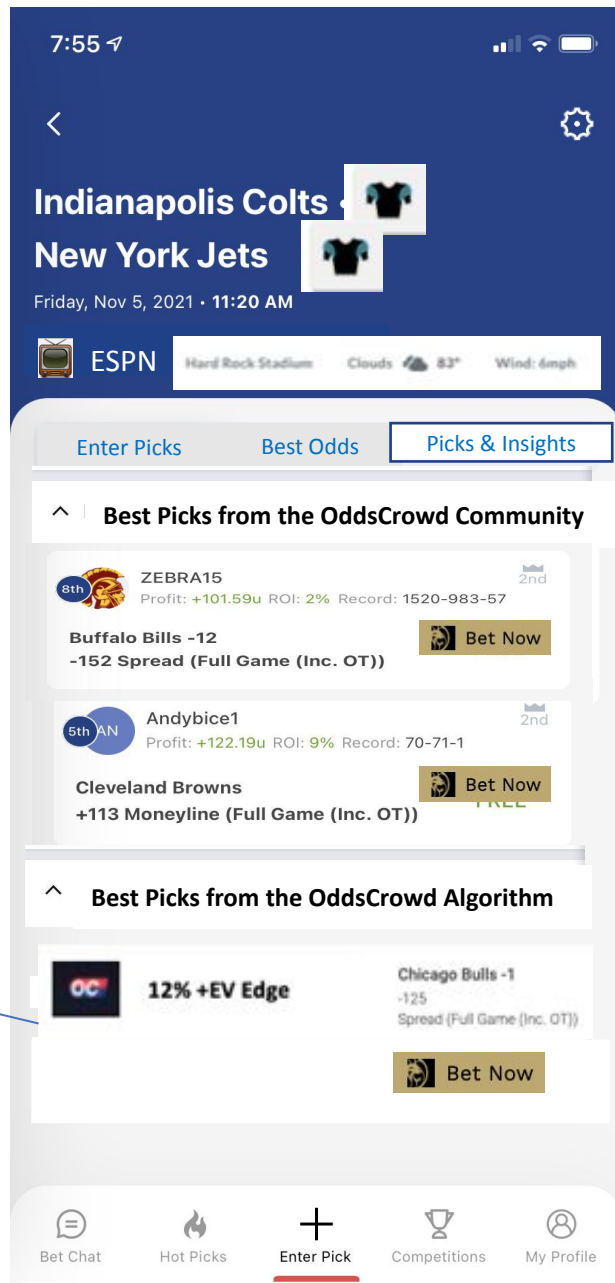 7:55
Indianapolis Colts •
New York Jets
Friday, Nov 5, 2021 • 11:20 AM
ESPN Hard Rock Stadium Clouds 83° Wind: 6mph
Enter Picks Best Odds Picks & Insights
Best Picks from the OddsCrowd Community
8th ZEBRA15 2nd
Profit: +101.59u ROI: 2% Record: 1520-983-57
Buffalo Bills -12 Bet Now
-152 Spread (Full Game (Inc. OT))
5th AN Andybice1 2nd
Profit: +122.19u ROI: 9% Record: 70-71-1
Cleveland Browns Bet Now
+113 Moneyline (Full Game (Inc. OT))
Best Picks from the OddsCrowd Algorithm
OC 12% +EV Edge Chicago Bulls -1
-125
Spread (Full Game (Inc. OT))
Bet Now
Bet Chat Hot Picks Enter Pick Competitions My Profile